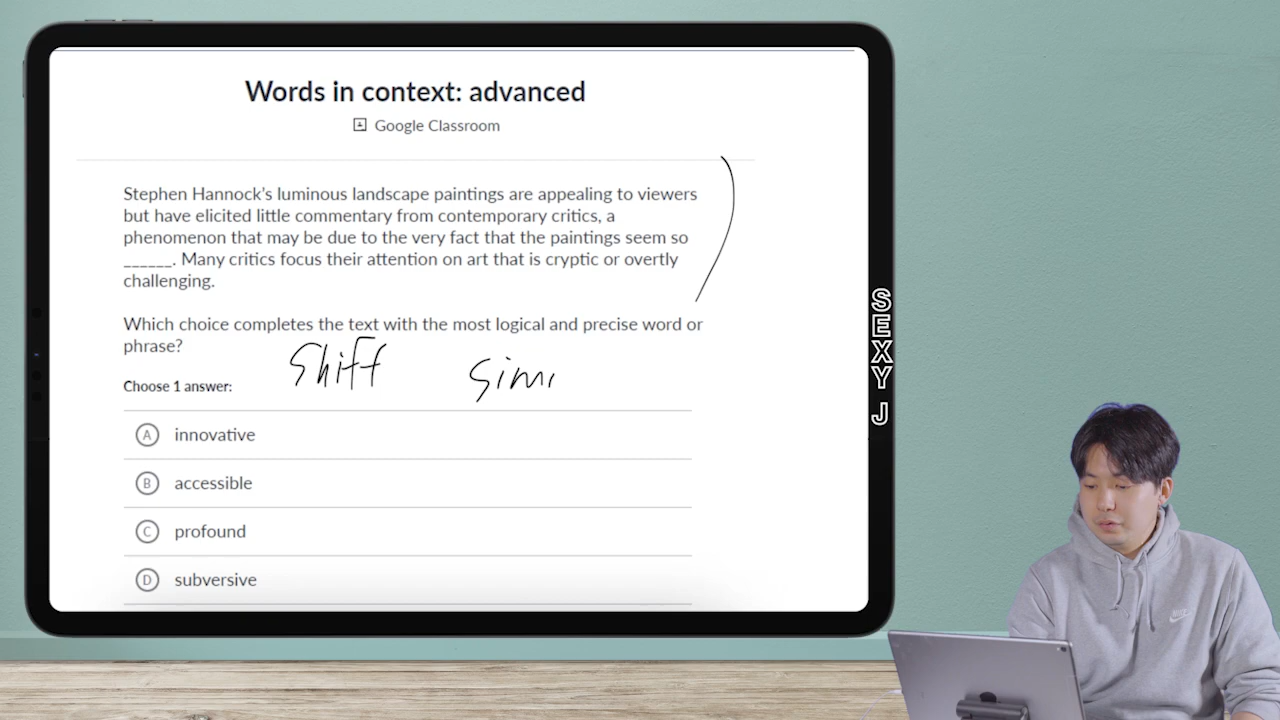 Words in context: advanced
Google Classroom
Stephen Hannock's luminous landscape paintings are appealing to viewers
but have elicited little commentary from contemporary critics, a
phenomenon that may be due to the very fact that the paintings seem so
______. Many critics focus their attention on art that is cryptic or overtly
challenging.
Which choice completes the text with the most logical and precise word or
phrase?
Shift Simi
Choose 1 answer:
A innovative
B accessible
C profound
D subversive
SEXY J
NIKE